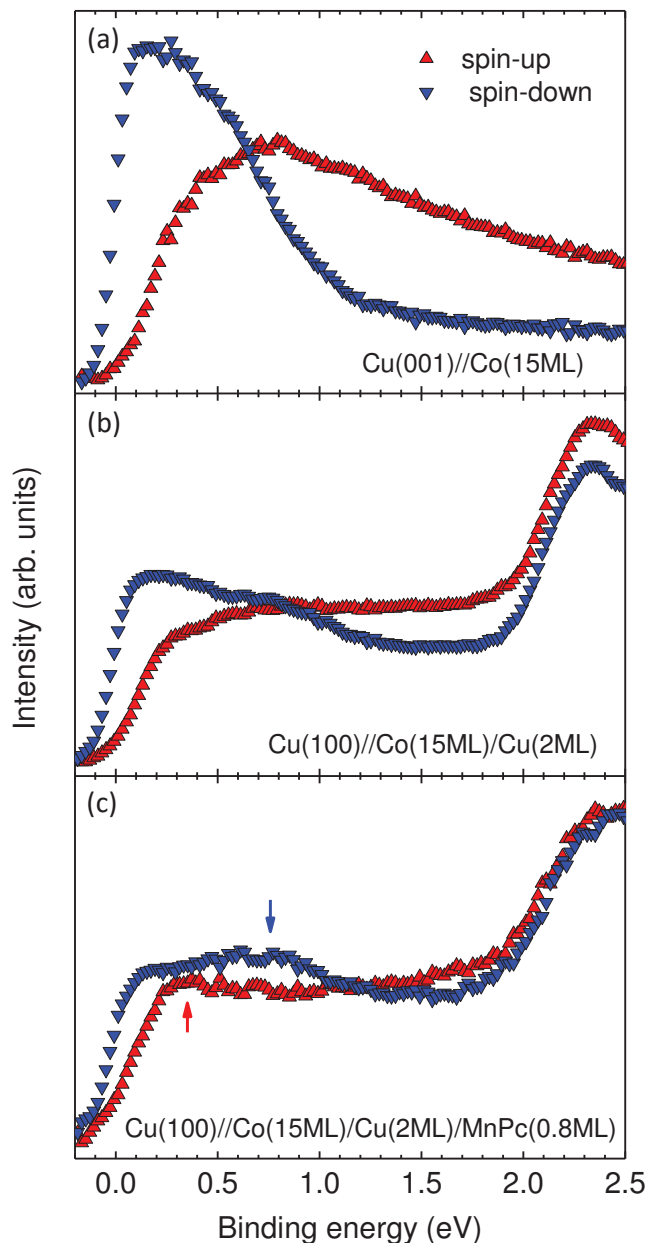 (a)
spin-up
spin-down
Cu(001)//Co(15ML)
(b)
Cu(100)//Co(15ML)/Cu(2ML)
(c)
Cu(100)//Co(15ML)/Cu(2ML)/MnPc(0.8ML)
Intensity (arb. units)
0.0 0.5 1.0 1.5 2.0 2.5
Binding energy (eV)